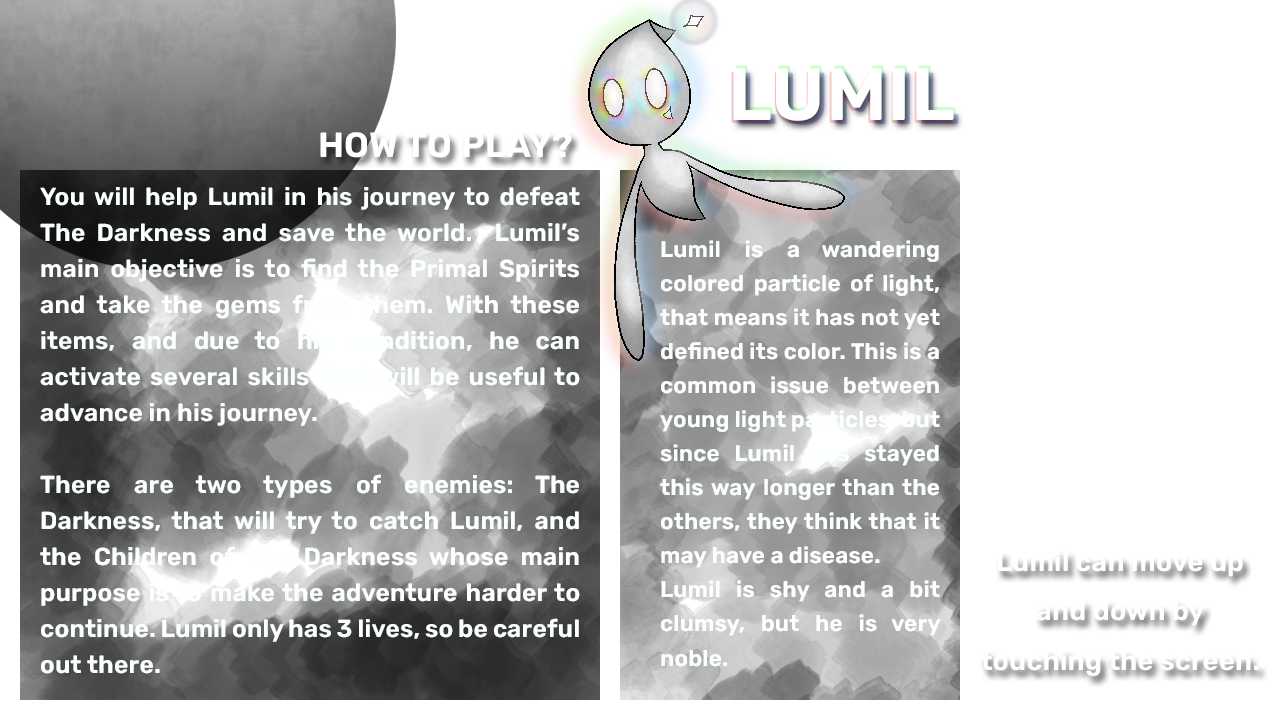 LUMIL
HOW TO PLAY?
You will help Lumil in his journey to defeat
The Darkness and save the world. Lumil's
main objective is to find the Primal Spirits
and take the gems from them. With these
items, and due to his condition, he can
activate several skills that will be useful to
advance in his journey.
There are two types of enemies: The
Darkness, that will try to catch Lumil, and
the Children of the Darkness whose main
purpose is to make the adventure harder to
continue. Lumil only has 3 lives, so be careful
out there.
Lumil is a wandering
colored particle of light,
that means it has not yet
defined its color. This is a
common issue between
young light particles, but
since Lumil has stayed
this way longer than the
others, they think that it
may have a disease.
Lumil is shy and a bit
clumsy, but he is very
noble.
Lumil can move up
and down by
touching the screen.